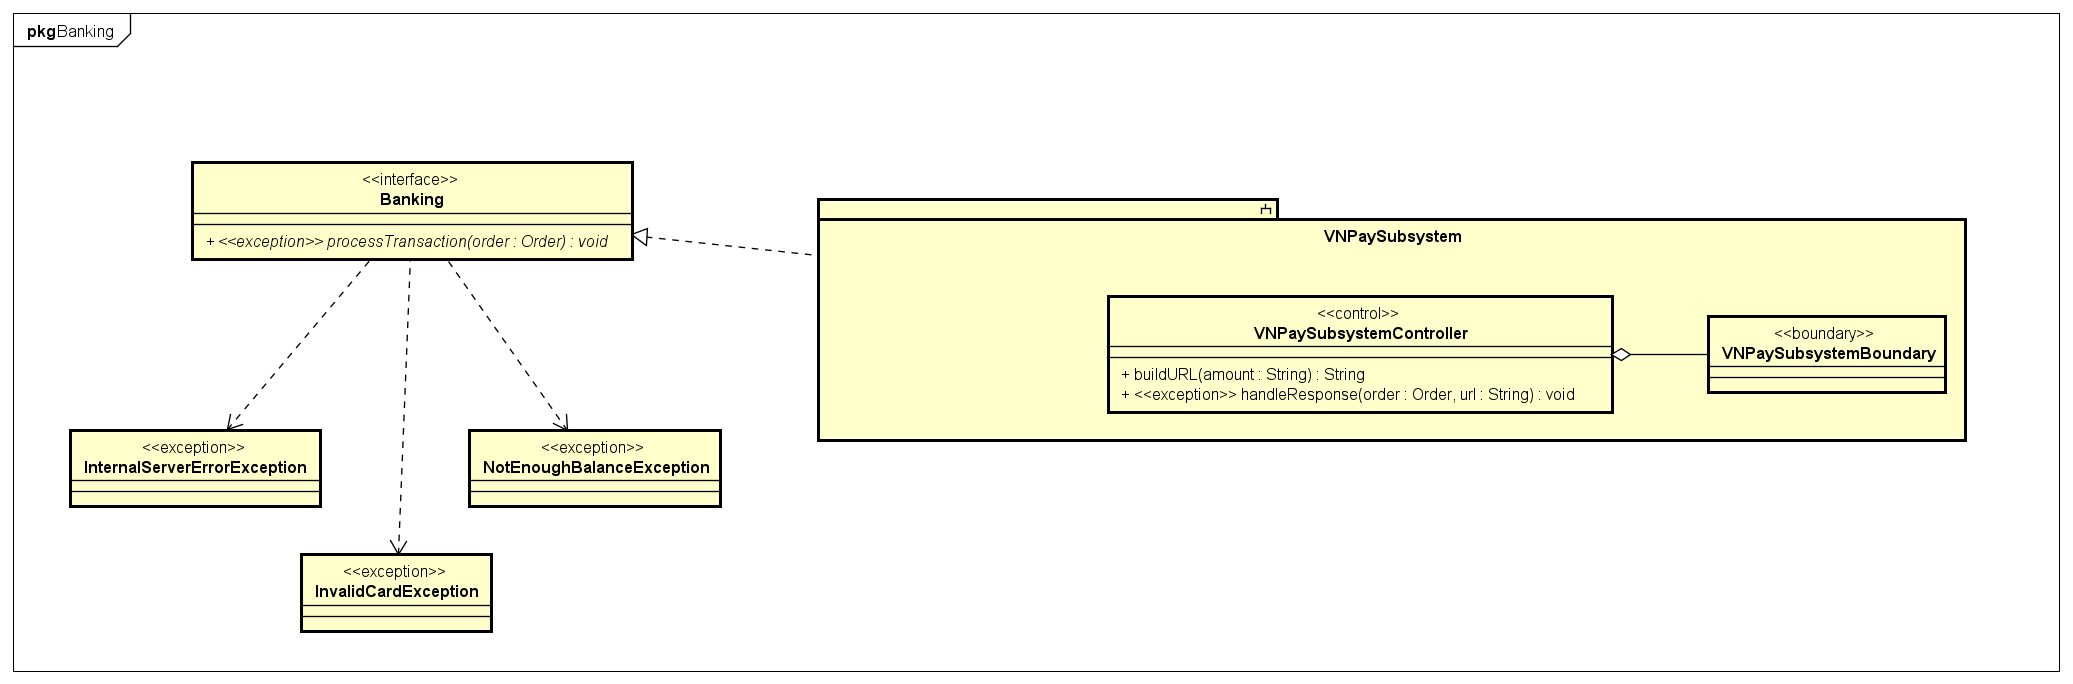 pkgBanking
<<interface>>
Banking
+ <<exception>> processTransaction(order : Order) : void
VNPaySubsystem
<<control>>
VNPaySubsystemController
+ buildURL(amount : String) : String
+ <<exception>> handleResponse(order : Order, url : String) : void
<<boundary>>
VNPaySubsystemBoundary
<<exception>>
InternalServerErrorException
<<exception>>
NotEnoughBalanceException
<<exception>>
InvalidCardException